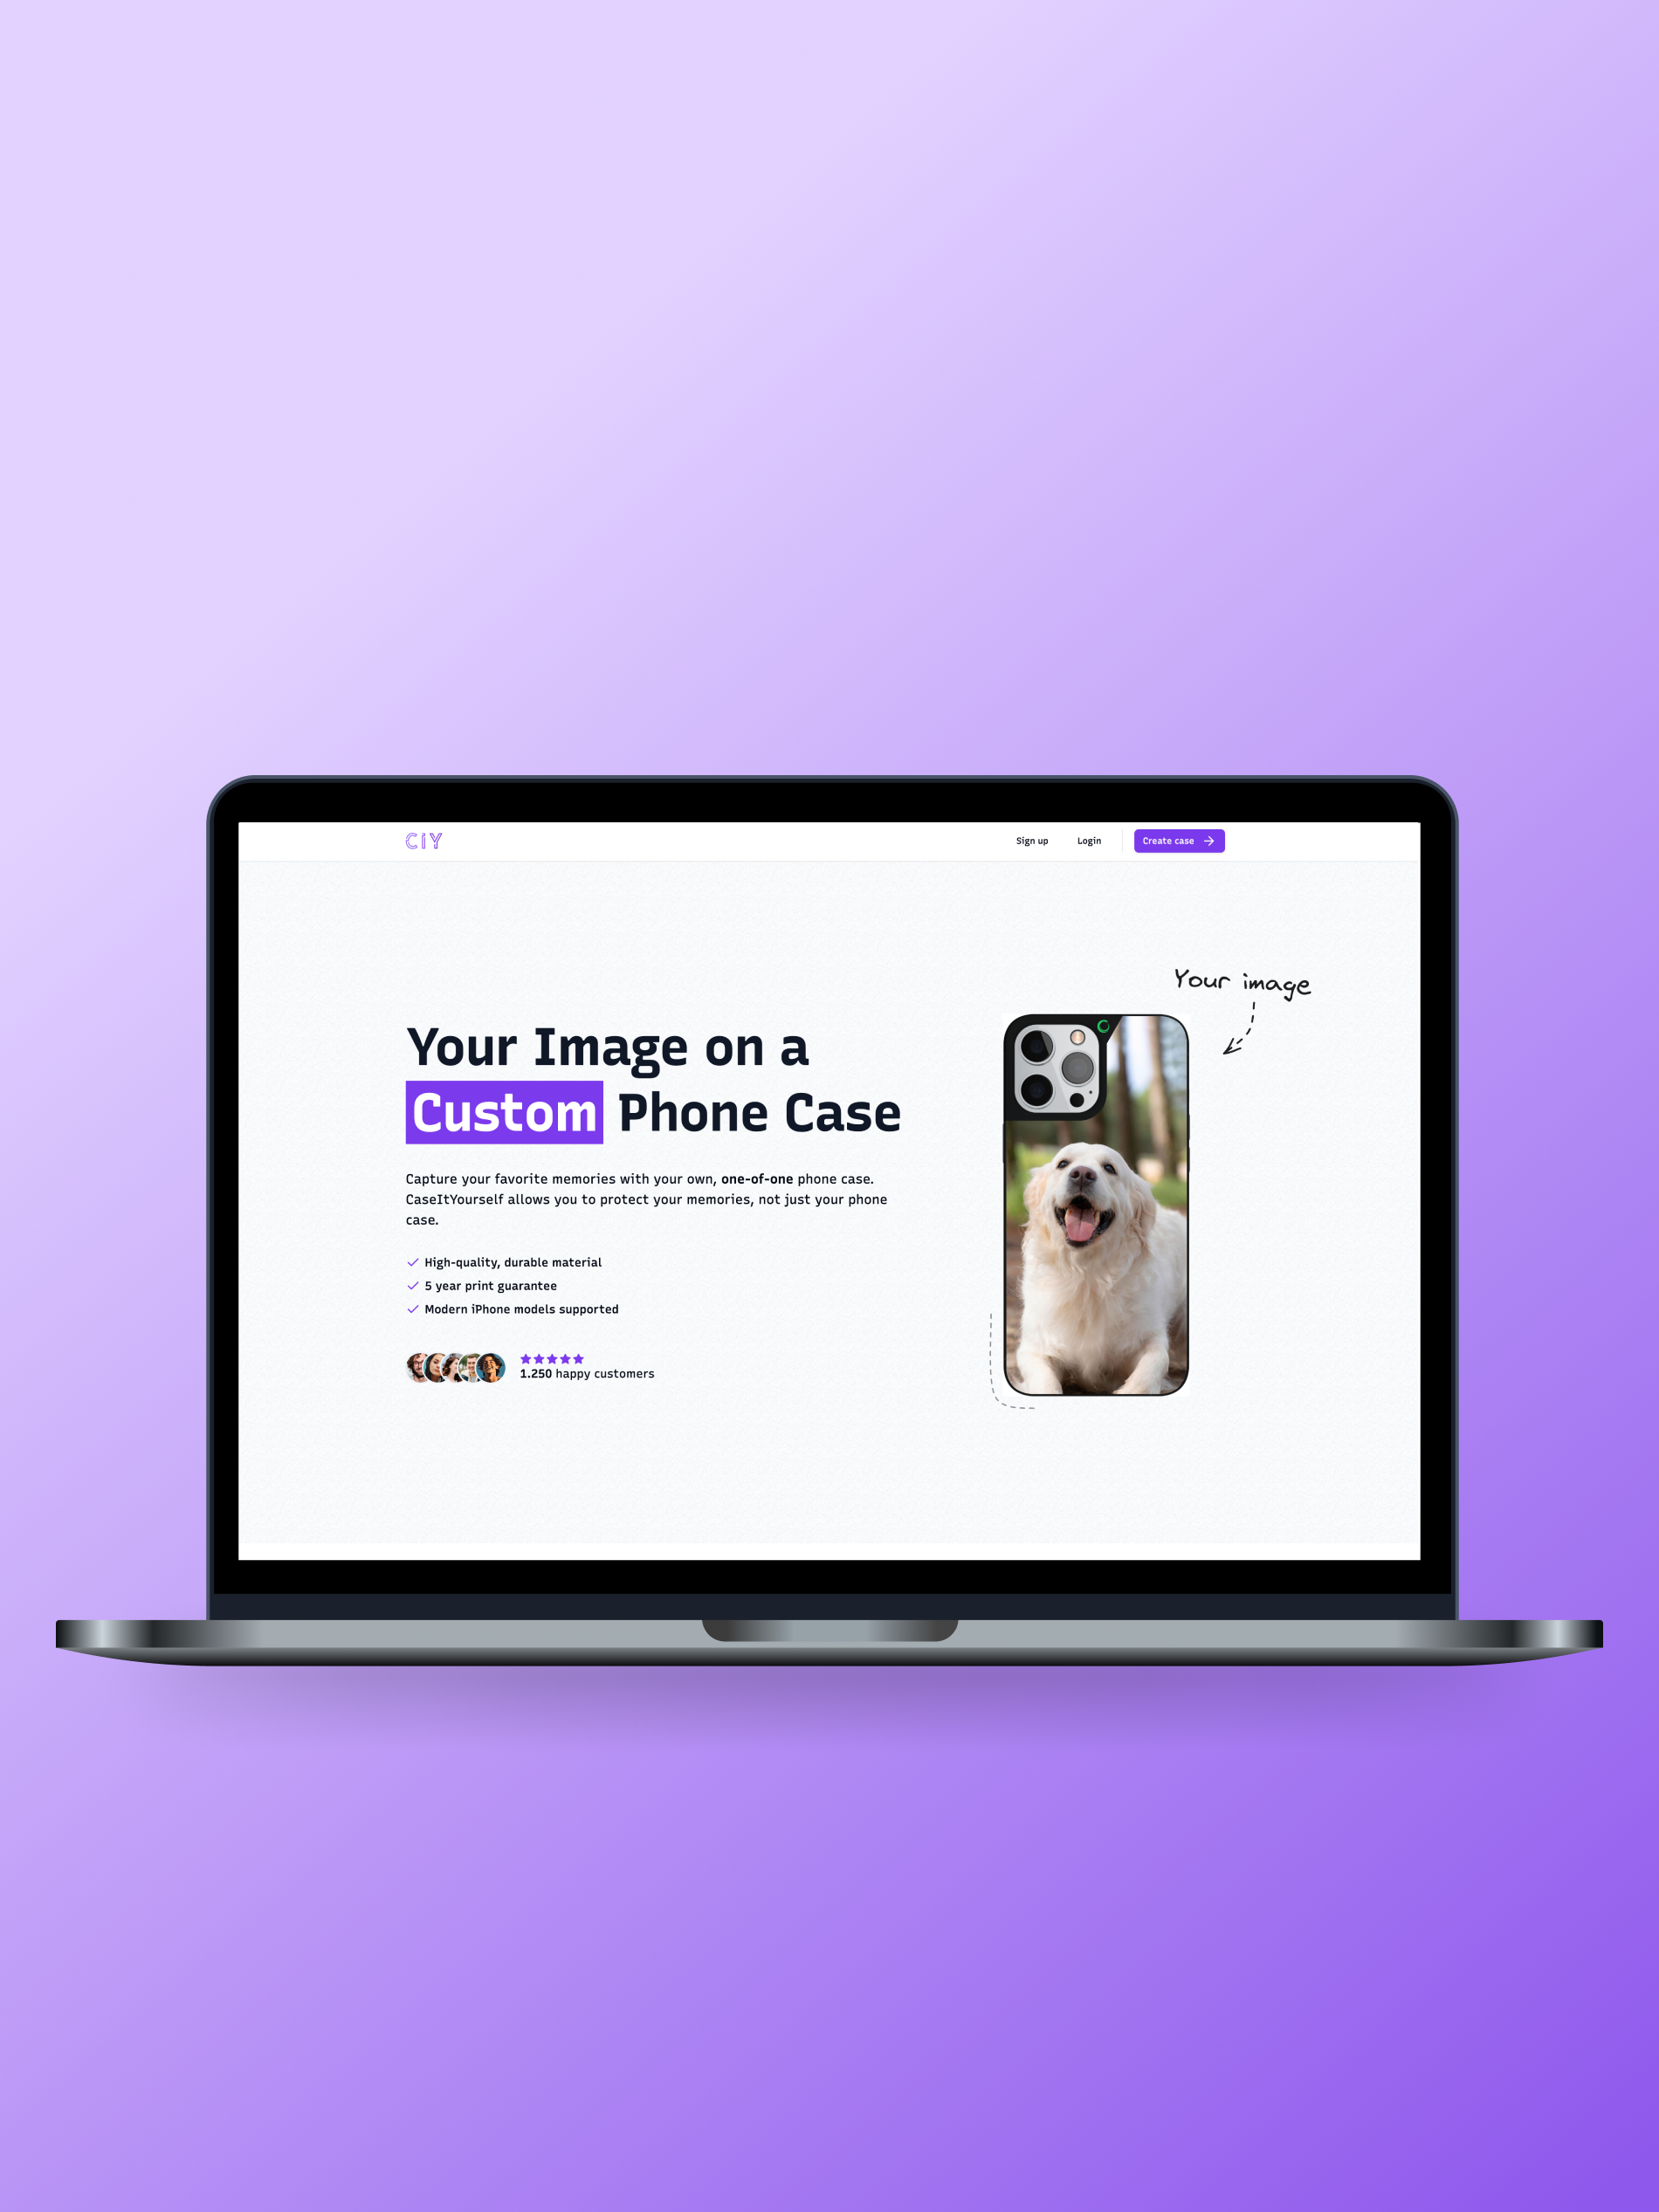 CiY
Sign up Login Create case
Your image
Your Image on a
Custom Phone Case
Capture your favorite memories with your own, one-of-one phone case.
CaseItYourself allows you to protect your memories, not just your phone
case.
High-quality, durable material
5 year print guarantee
Modern iPhone models supported
1.250 happy customers